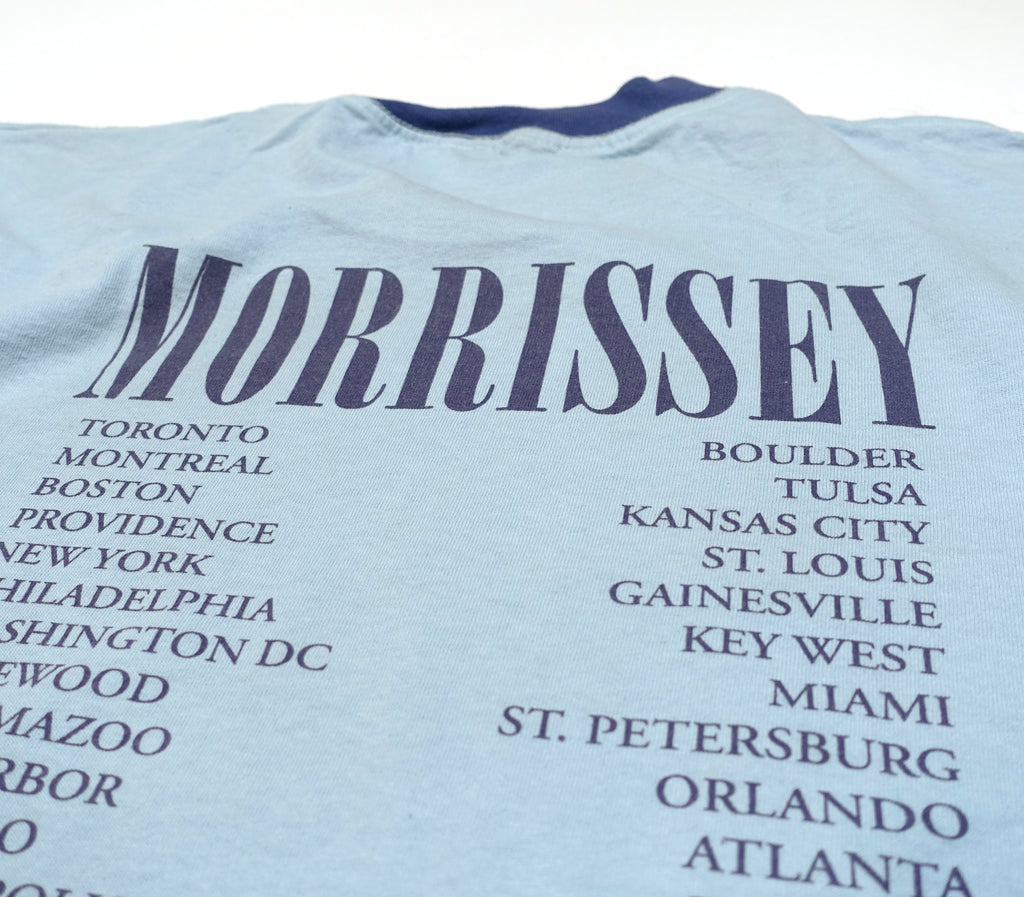 MORRISSEY
TORONTO
MONTREAL
BOSTON
PROVIDENCE
NEW YORK
HILADELPHIA
SHINGTON DC
EWOOD
MAZOO
RBOR
O
BOULDER
TULSA
KANSAS CITY
ST. LOUIS
GAINESVILLE
KEY WEST
MIAMI
ST. PETERSBURG
ORLANDO
ATLANTA